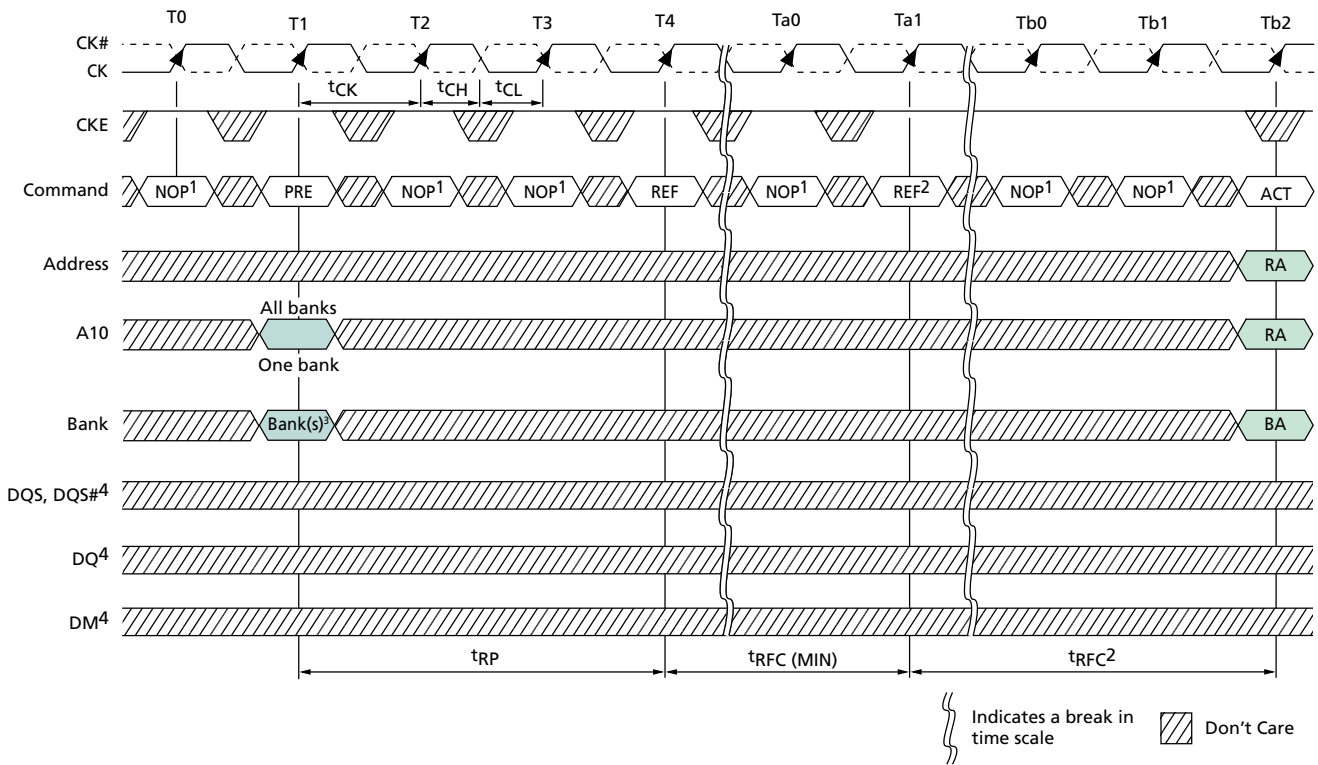 T0 T1 T2 T3 T4 Ta0 Ta1 Tb0 Tb1 Tb2
CK#
CK
tCK tCH tCL
CKE
Command NOP1 PRE NOP1 NOP1 REF NOP1 REF2 NOP1 NOP1 ACT
Address RA
All banks
A10 RA
One bank
Bank Bank(s)3 BA
DQS, DQS#4
DQ4
DM4
tRP tRFC (MIN) tRFC2
Indicates a break in
time scale
Don't Care